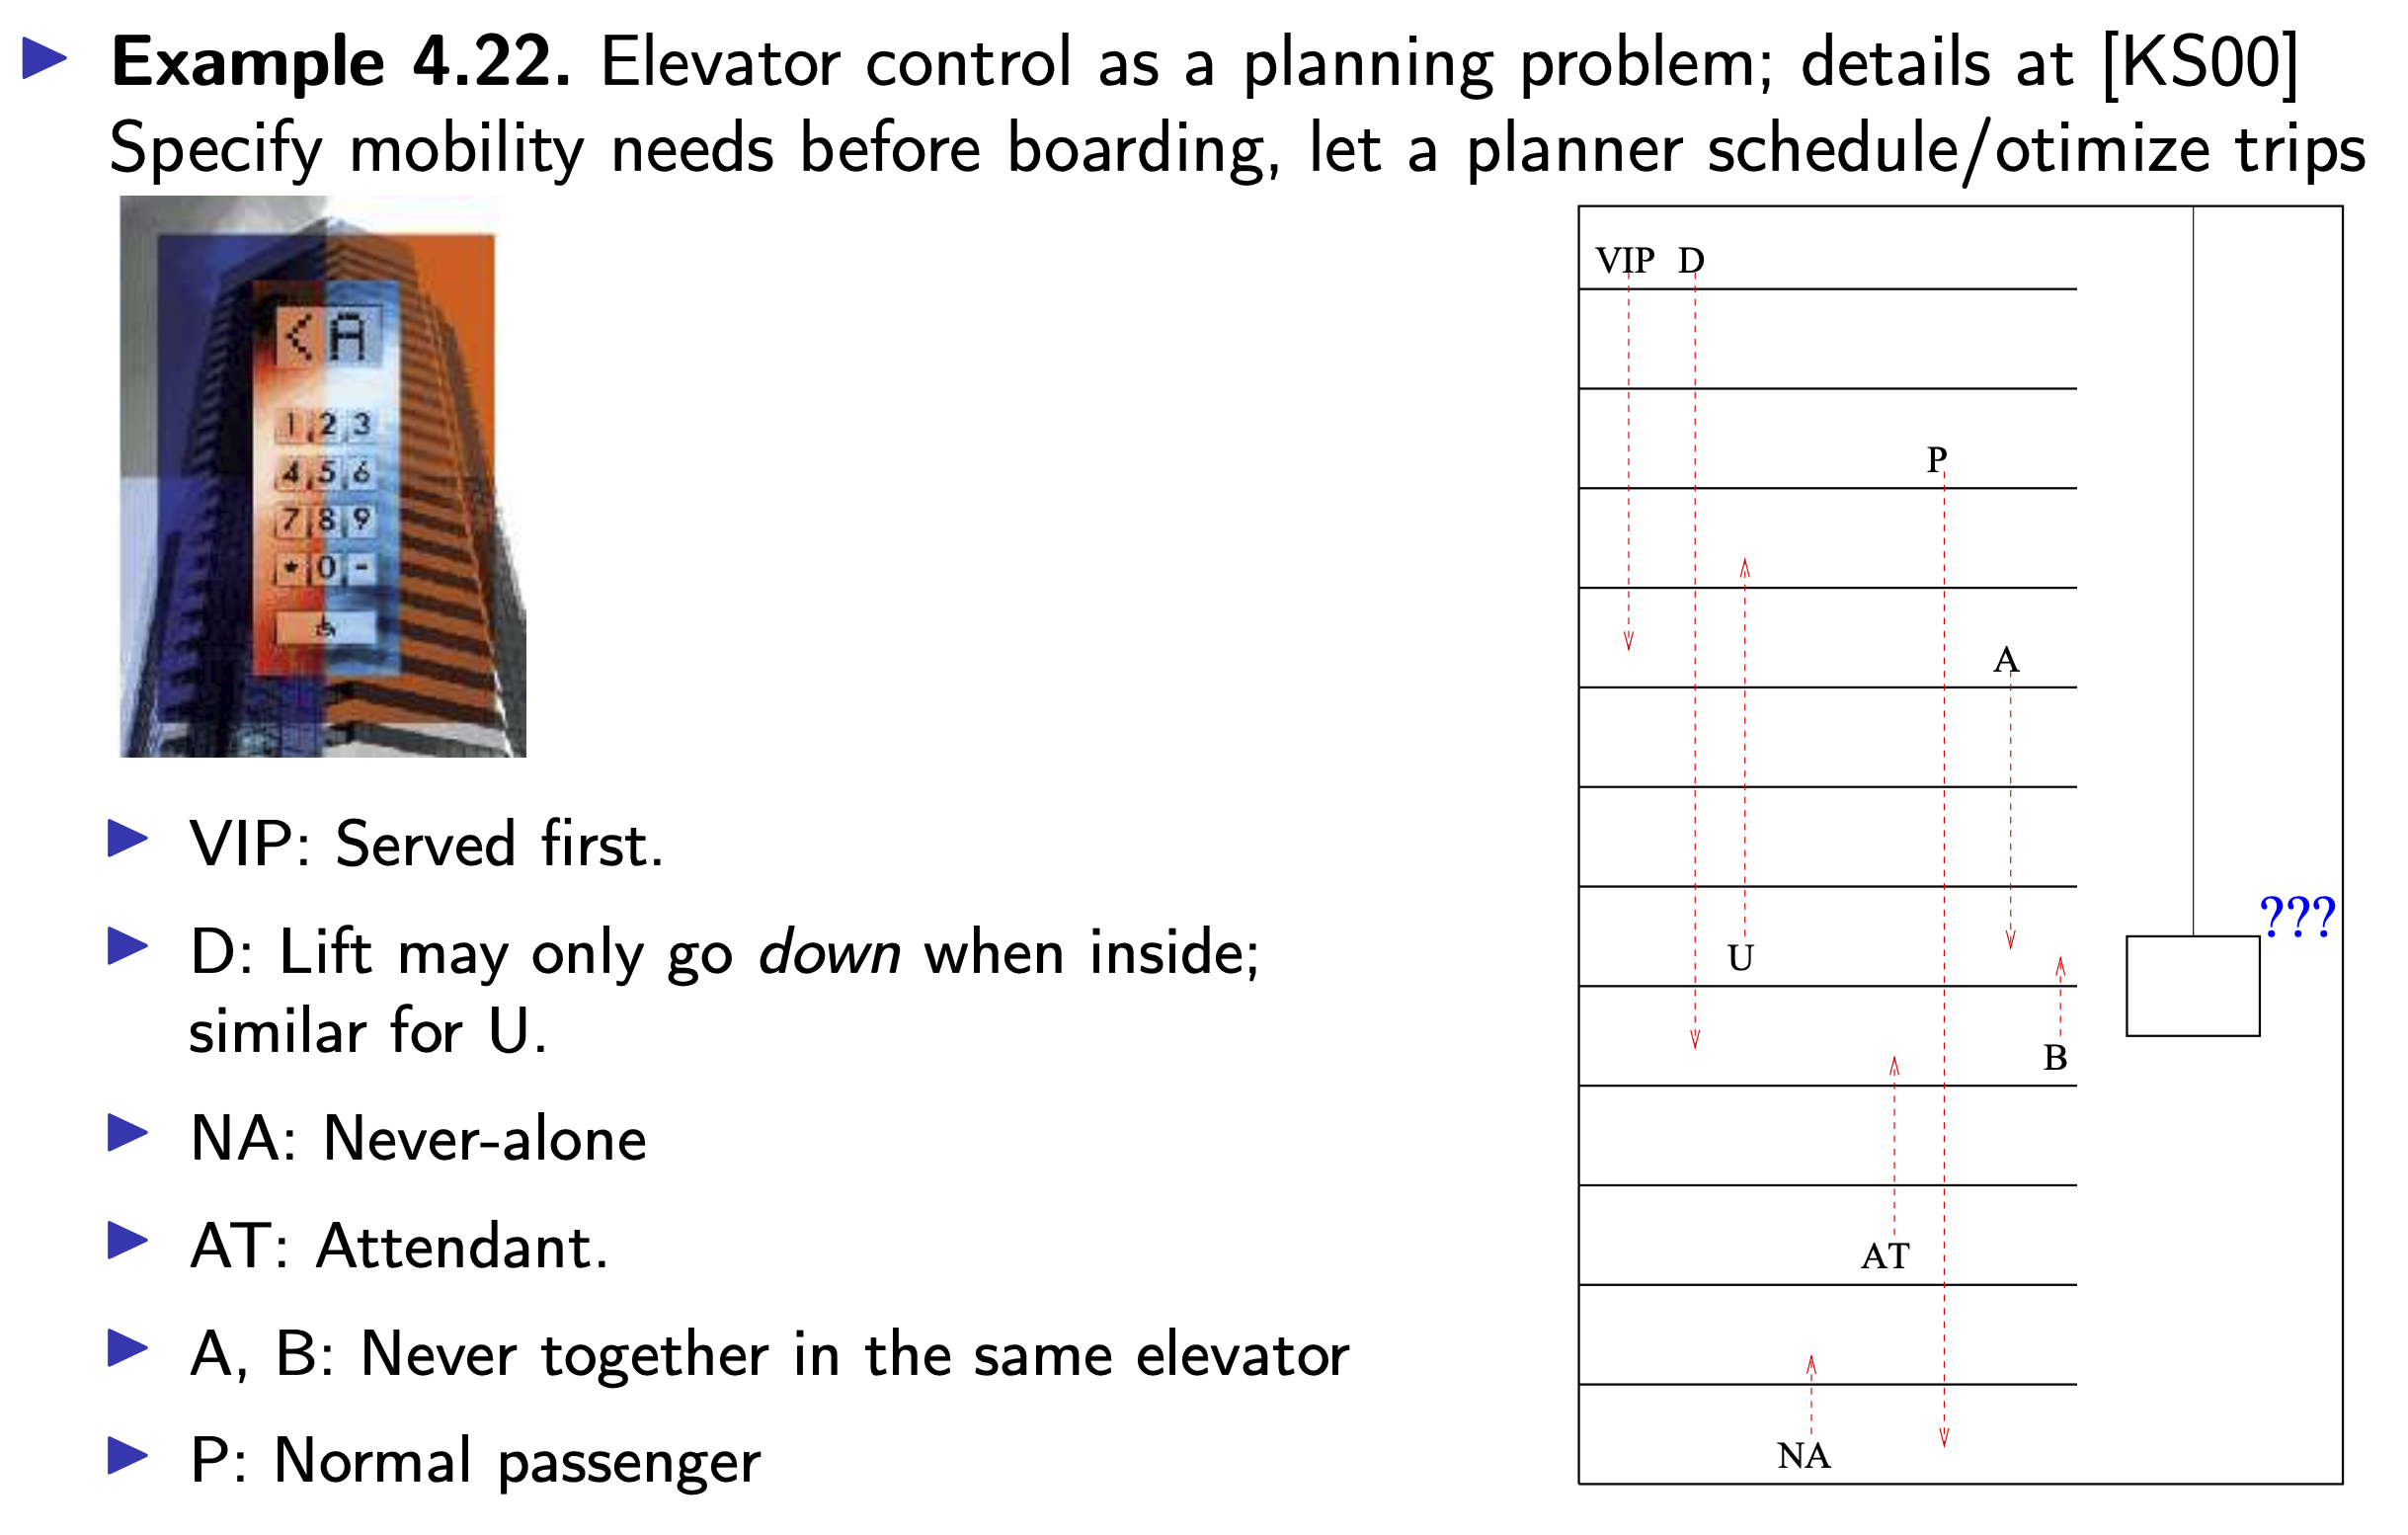 Example 4.22. Elevator control as a planning problem; details at [KS00]
Specify mobility needs before boarding, let a planner schedule/otimize trips
< A
1 2 3
4 5 6
7 8 9
* 0 -
VIP: Served first.
D: Lift may only go down when inside;
similar for U.
NA: Never-alone
AT: Attendant.
A, B: Never together in the same elevator
P: Normal passenger
VIP D
P
A
???
U
B
AT
NA